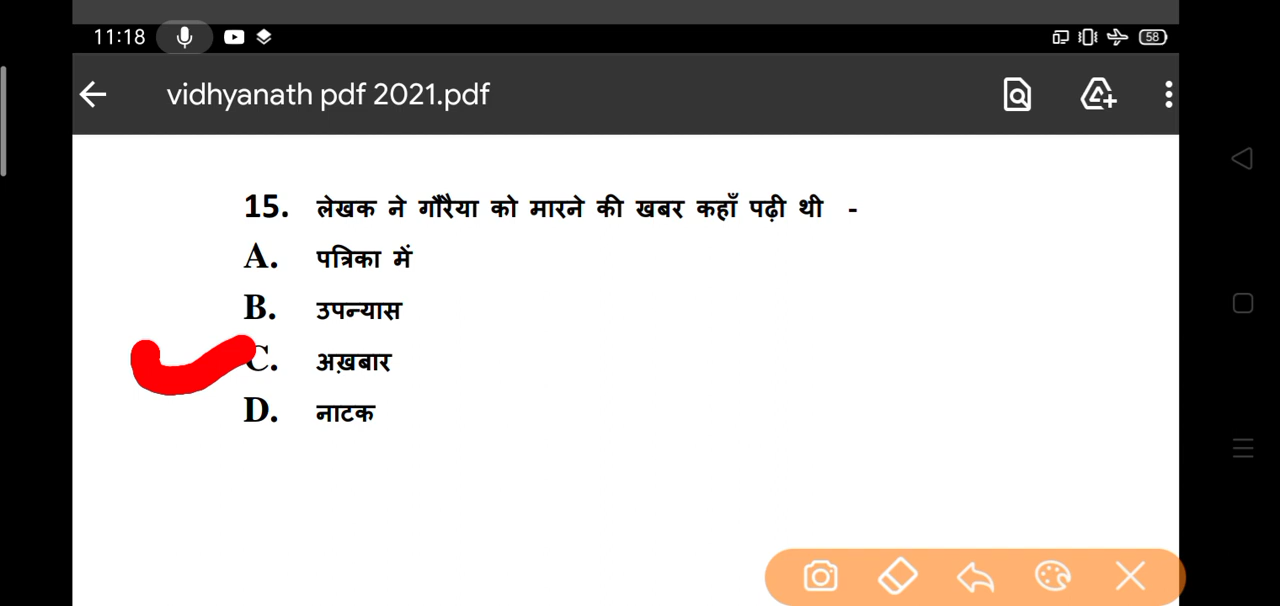 11:18
58
vidhyanath pdf 2021.pdf
15. लेखक ने गौरैया को मारने की खबर कहाँ पढ़ी थी -
A. पत्रिका में
B. उपन्यास
C. अख़बार
D. नाटक